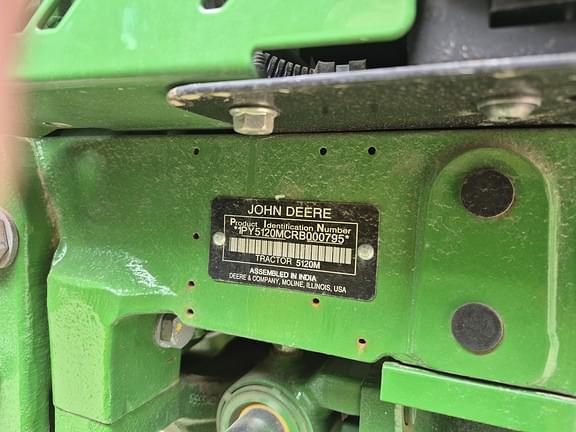 JOHN DEERE
Product Identification Number
*1PY5120MCRB000795*
TRACTOR 5120M
ASSEMBLED IN INDIA
DEERE & COMPANY, MOLINE, ILLINOIS, USA